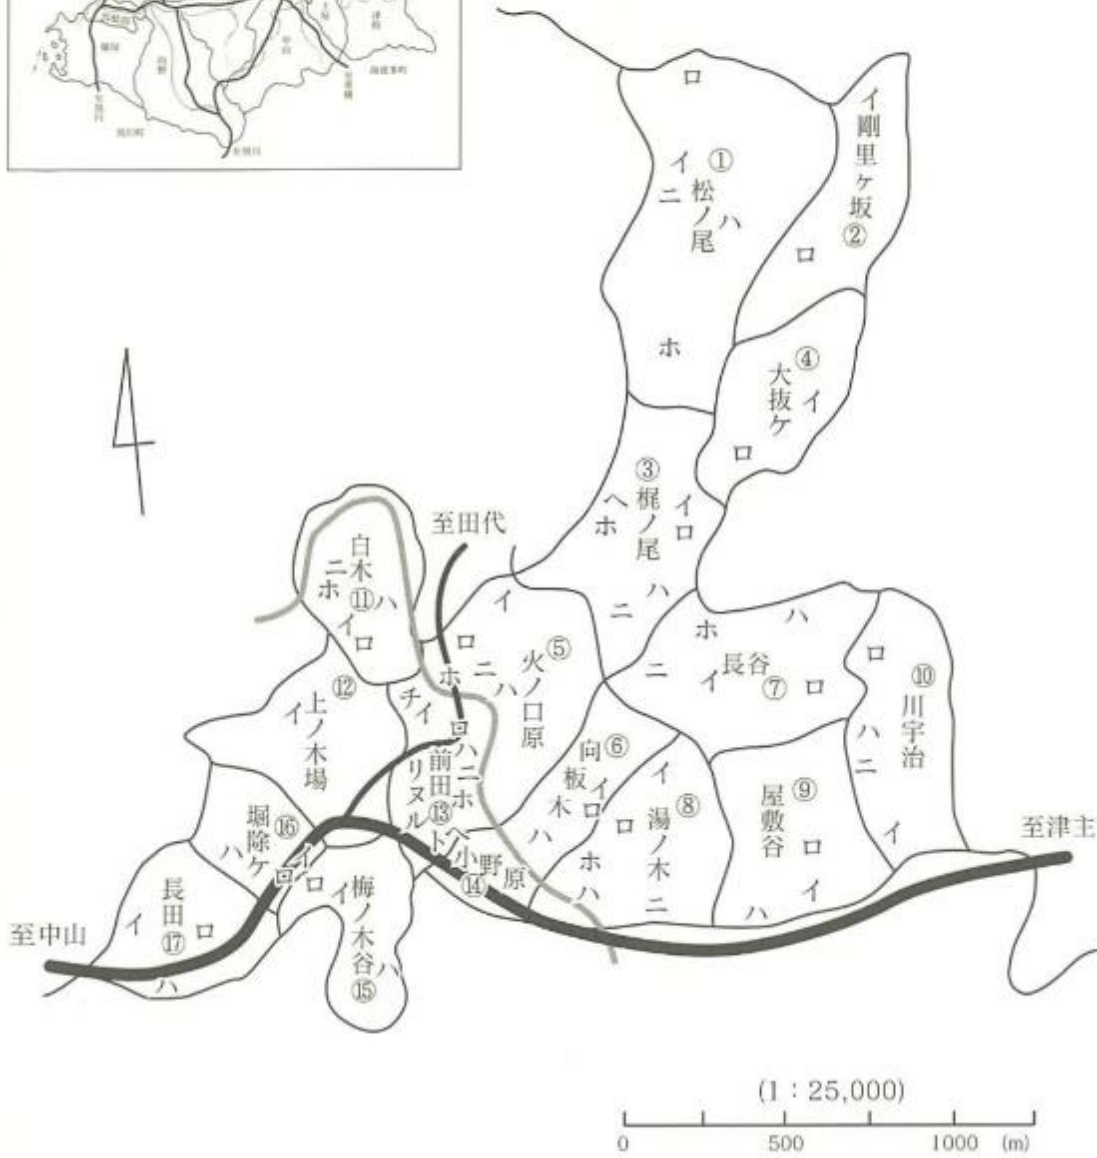 ロ
① 松ノ尾
イ
ニ
ハ
ホ
イ
剛里ヶ坂②
ロ
④
大抜ケ
イ
ロ
③梶ノ尾
ヘ
ホ
イ
ロ
ハ
ニ
至田代
白木⑪
ニ
ホ
ハ
イ
ロ
イ
ロ
ニ
ハ
⑤
火ノ口原
ホ
ハ
ホ
ニ
イ
長谷
⑦
ロ
ロ
⑩
川宇治
ハ
ニ
イ
⑫
上ノ木場
イ
チ
イ
ロ
ハ
ニ
ホ
ヘ
ト
前田⑬
リ
ヌ
ル
⑥
向板木
イ
ロ
ハ
イ
⑧
湯ノ木
ロ
ホ
ハ
ニ
⑨
屋敷谷
ロ
イ
ハ
至津主
⑯
堀除ケ
ハ
イ
ロ
小野原
⑭
イ
ロ
梅ノ木谷
ハ
⑮
長田
⑰
イ
ロ
ハ
至中山
(1：25,000)
0 500 1000 (m)